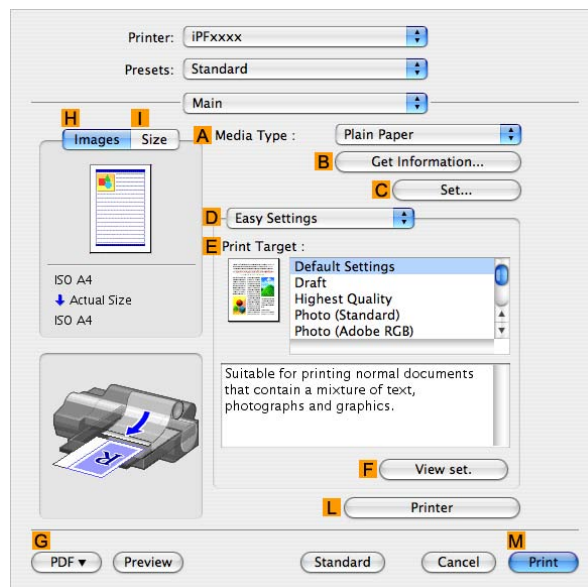 Printer: iPFxxxx
Presets: Standard
Main
H I
Images Size
A Media Type : Plain Paper
B Get Information...
C Set...
D Easy Settings
E Print Target :
Default Settings
Draft
Highest Quality
Photo (Standard)
Photo (Adobe RGB)
ISO A4
Actual Size
ISO A4
Suitable for printing normal documents
that contain a mixture of text,
photographs and graphics.
R
F View set.
L Printer
G M
PDF Preview Standard Cancel Print